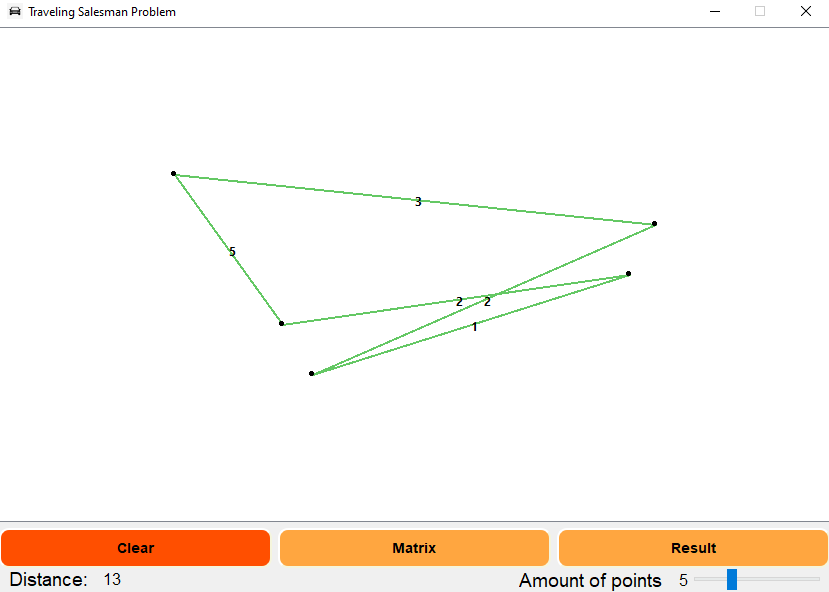 Traveling Salesman Problem
3
5
2 2
1
Clear Matrix Result
Distance: 13 Amount of points 5